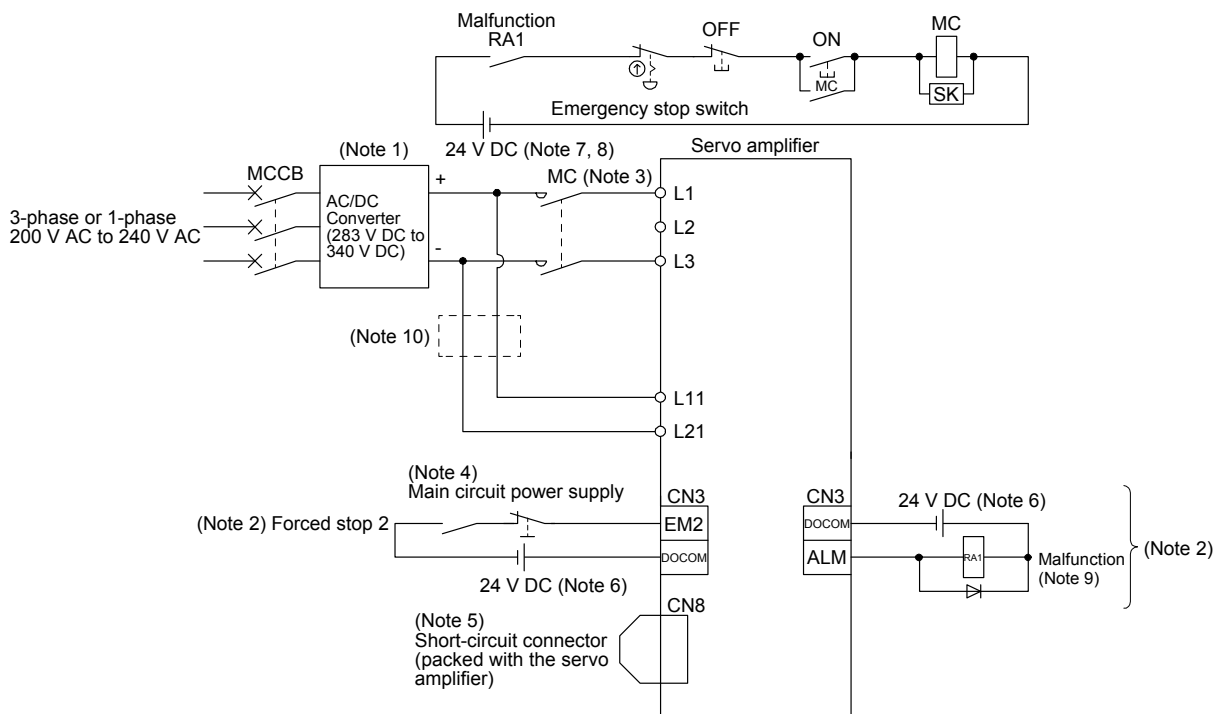 Malfunction
RA1
OFF
ON
MC
MC
SK
Emergency stop switch
24 V DC (Note 7, 8)
Servo amplifier
(Note 1)
MCCB
+
MC (Note 3)
L1
3-phase or 1-phase
200 V AC to 240 V AC
AC/DC
Converter
(283 V DC to
340 V DC)
L2
-
L3
(Note 10)
L11
L21
(Note 4)
Main circuit power supply
CN3
CN3
24 V DC (Note 6)
(Note 2) Forced stop 2
EM2
DOCOM
DOCOM
ALM
RA1
Malfunction
(Note 9)
(Note 2)
24 V DC (Note 6)
CN8
(Note 5)
Short-circuit connector
(packed with the servo
amplifier)